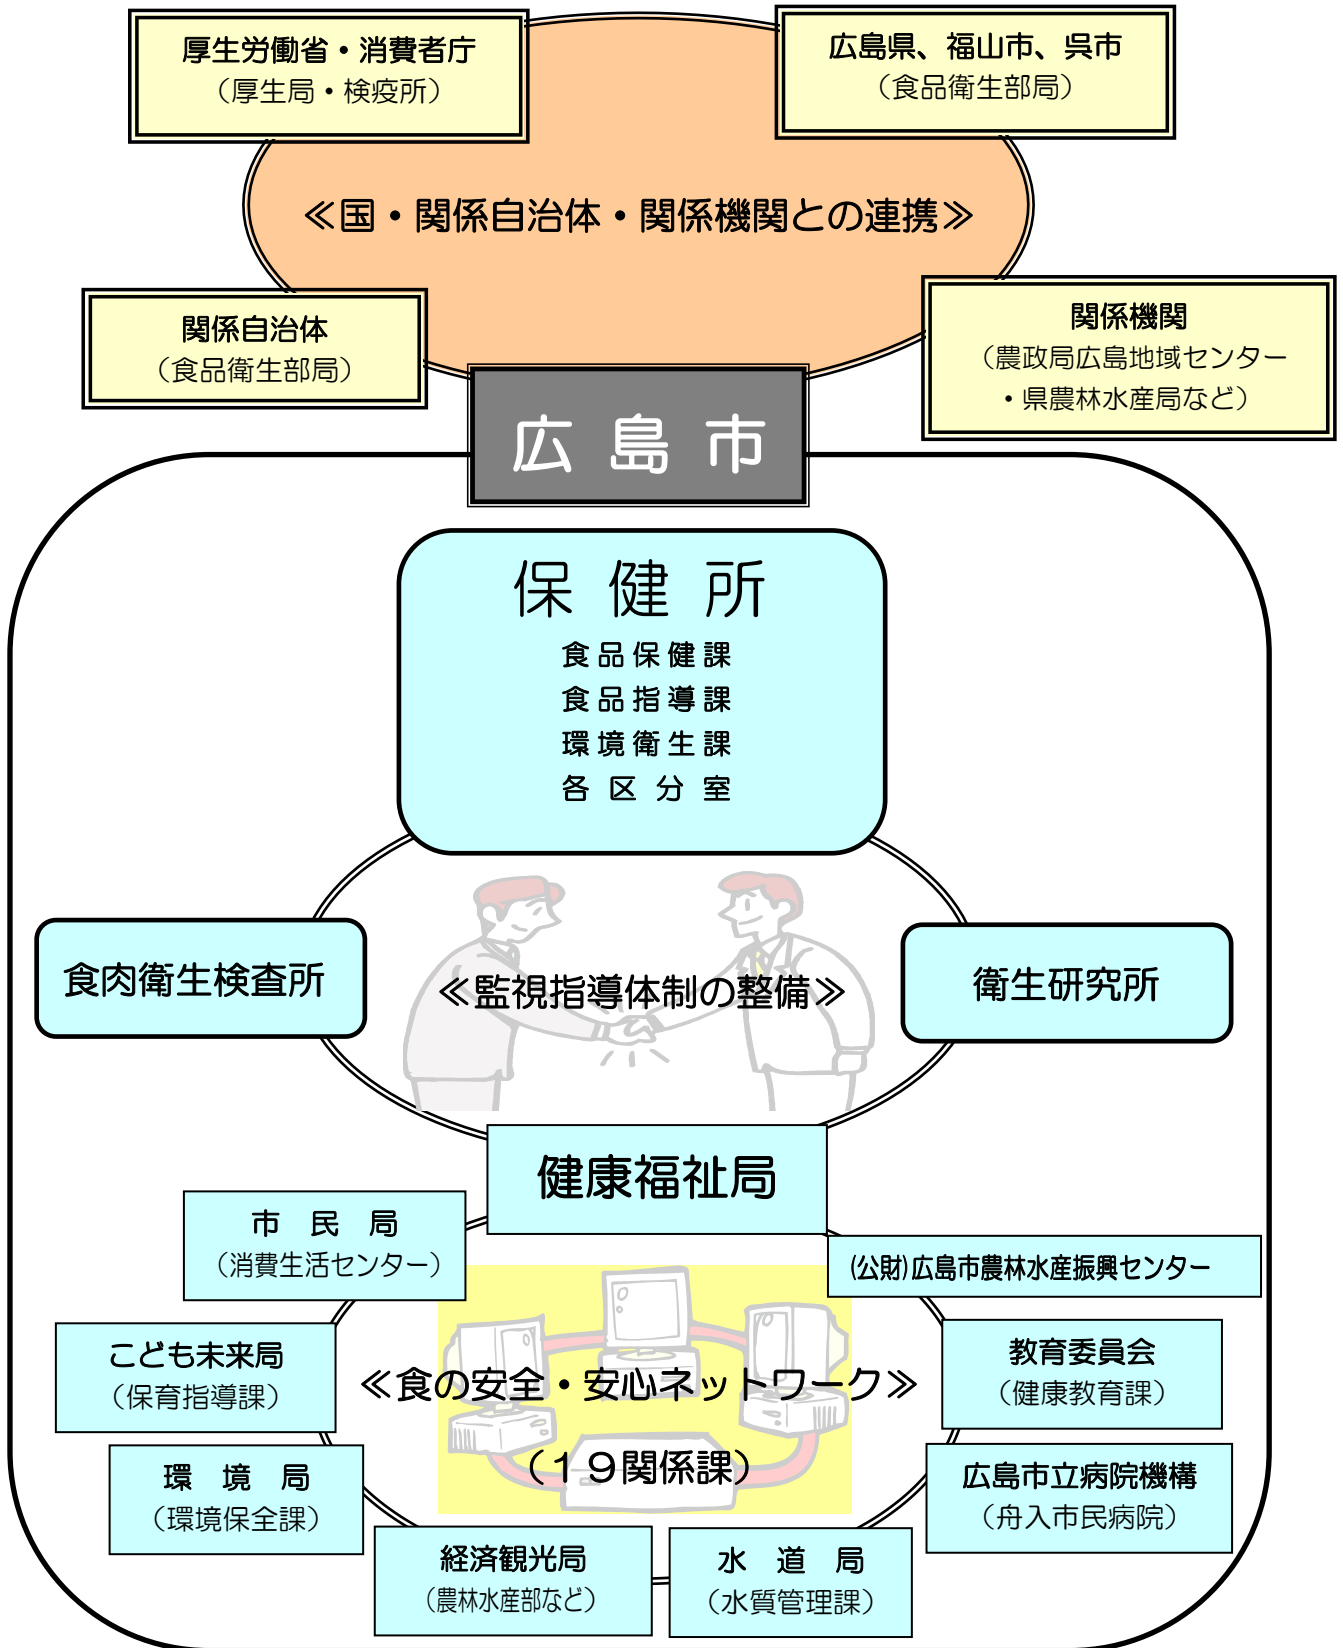 厚生労働省・消費者庁
（厚生局・検疫所）
広島県、福山市、呉市
（食品衛生部局）
≪国・関係自治体・関係機関との連携≫
関係自治体
（食品衛生部局）
関係機関
（農政局広島地域センター
・県農林水産局など）
広島市
保健所
食品保健課
食品指導課
環境衛生課
各区分室
食肉衛生検査所
≪監視指導体制の整備≫
衛生研究所
健康福祉局
市　民　局
（消費生活センター）
(公財)広島市農林水産振興センター
こども未来局
（保育指導課）
≪食の安全・安心ネットワーク≫
（１９関係課）
教育委員会
（健康教育課）
環　境　局
（環境保全課）
広島市立病院機構
（舟入市民病院）
経済観光局
（農林水産部など）
水　道　局
（水質管理課）